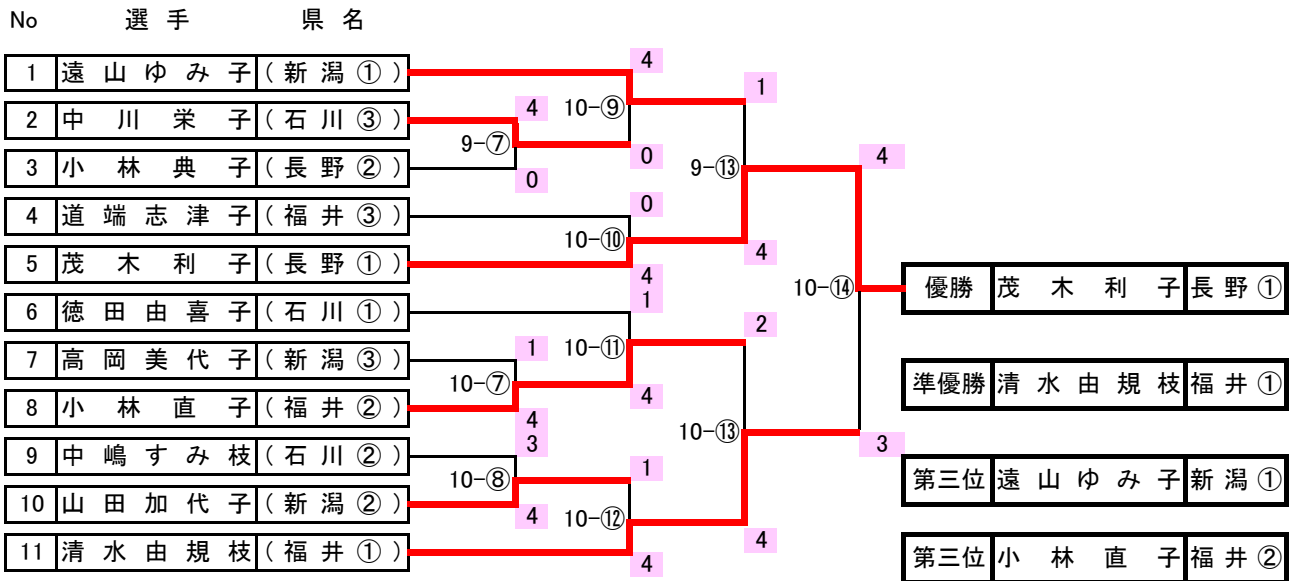 No 選手 県名
4
1 遠山ゆみ子 (新潟①)
1
4 10-⑨
2 中川栄子 (石川③)
9-⑦
0 9-⑬ 4
3 小林典子 (長野②)
0
0
4 道端志津子 (福井③)
10-⑩
4
5 茂木利子 (長野①)
4
10-⑭ 優勝 茂木利子 長野①
1
6 徳田由喜子 (石川①)
2
1 10-⑪
7 高岡美代子 (新潟③)
10-⑦ 準優勝 清水由規枝 福井①
4
8 小林直子 (福井②)
4
10-⑬
3 3
9 中嶋すみ枝 (石川②)
1
10-⑧ 第三位 遠山ゆみ子 新潟①
10 山田加代子 (新潟②)
4 10-⑫
4
11 清水由規枝 (福井①)
4
第三位 小林直子 福井②